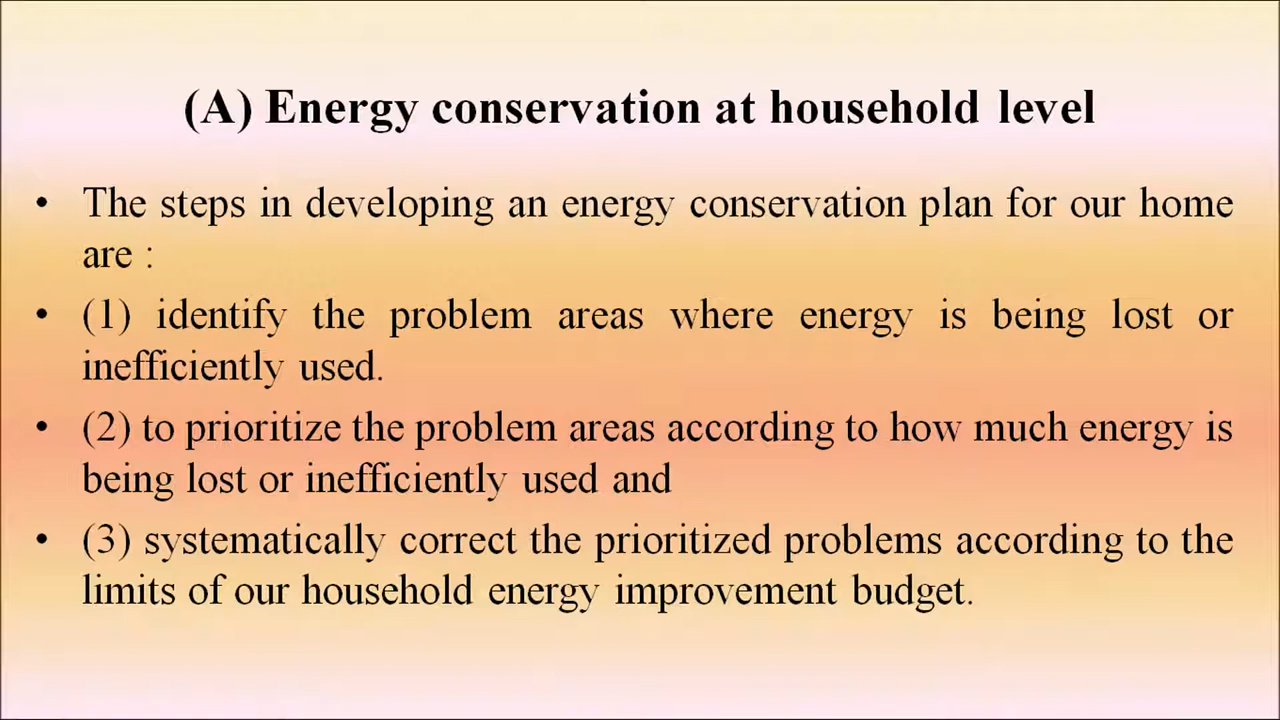 (A) Energy conservation at household level
• The steps in developing an energy conservation plan for our home
are :
• (1) identify the problem areas where energy is being lost or
inefficiently used.
• (2) to prioritize the problem areas according to how much energy is
being lost or inefficiently used and
• (3) systematically correct the prioritized problems according to the
limits of our household energy improvement budget.